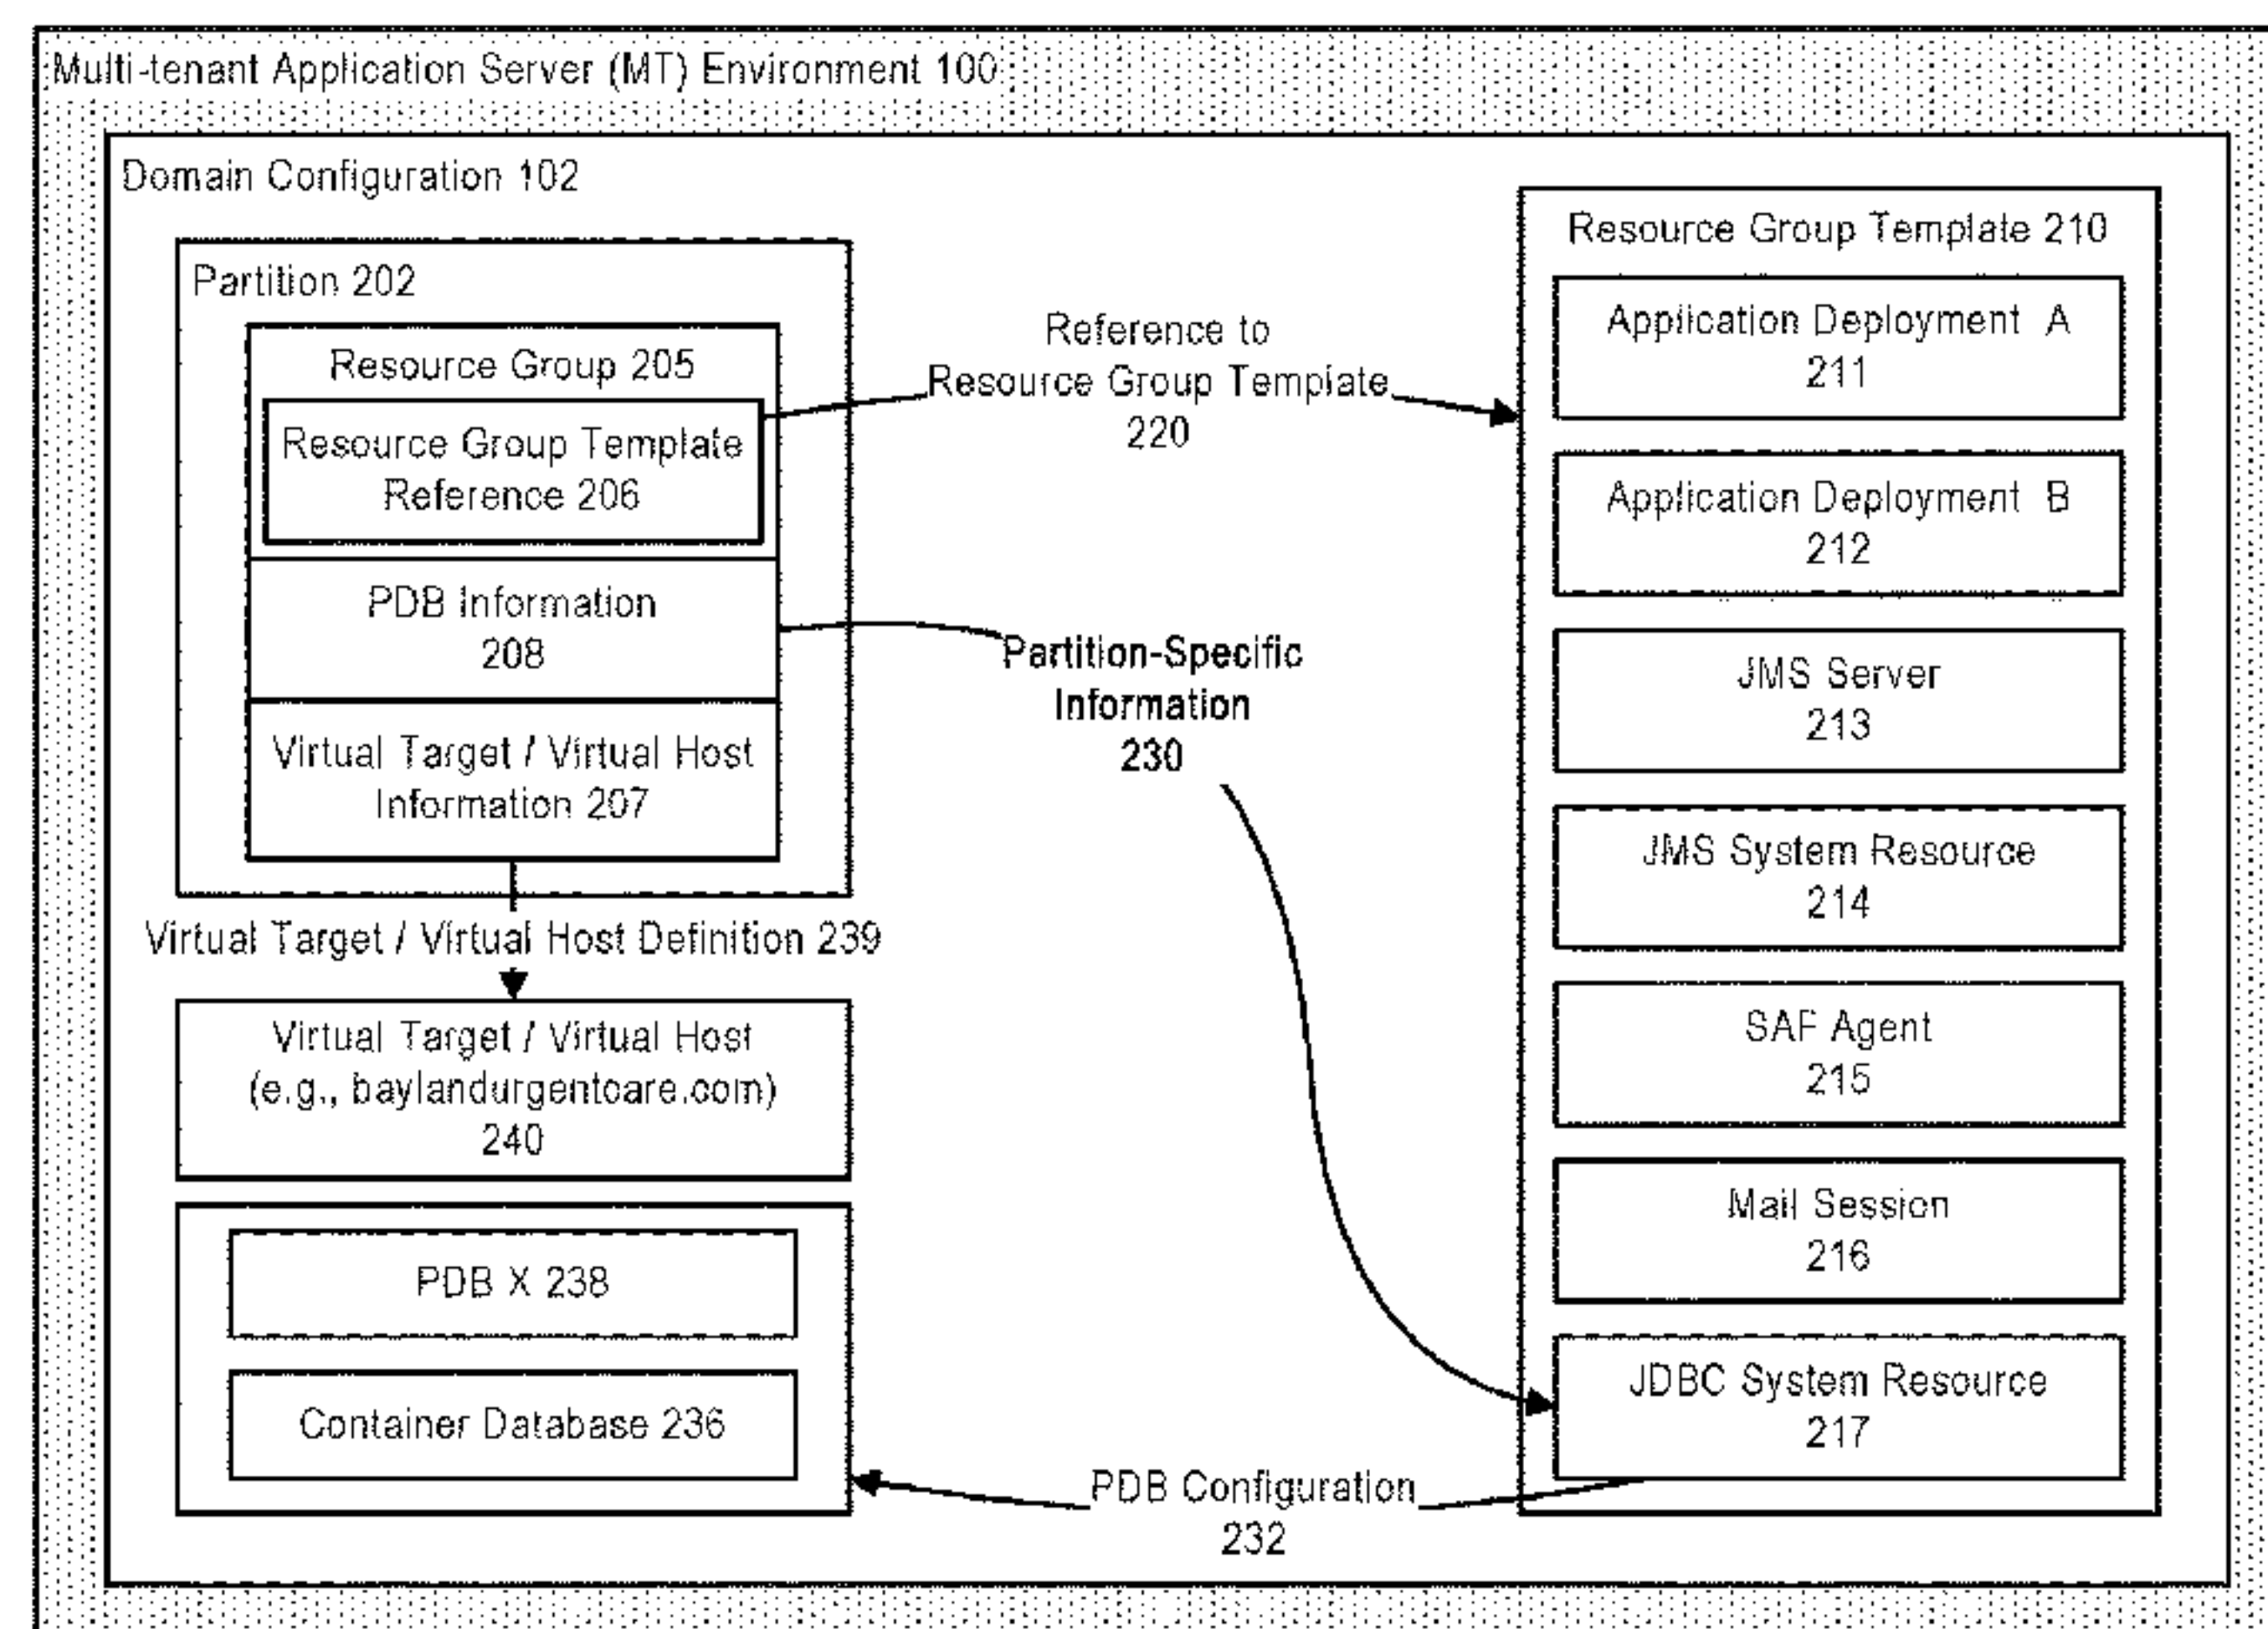 Multi-tenant Application Server (MT) Environment 100
Domain Configuration 102
Partition 202
Resource Group 205
Resource Group Template
Reference 206
PDB Information
208
Virtual Target / Virtual Host
Information 207
Virtual Target / Virtual Host Definition 239
Virtual Target / Virtual Host
(e.g., baylandurgentcare.com)
240
PDB X 238
Container Database 236
Reference to
Resource Group Template
220
Partition-Specific
Information
230
PDB Configuration
232
Resource Group Template 210
Application Deployment A
211
Application Deployment B
212
JMS Server
213
JMS System Resource
214
SAF Agent
215
Mail Session
216
JDBC System Resource
217